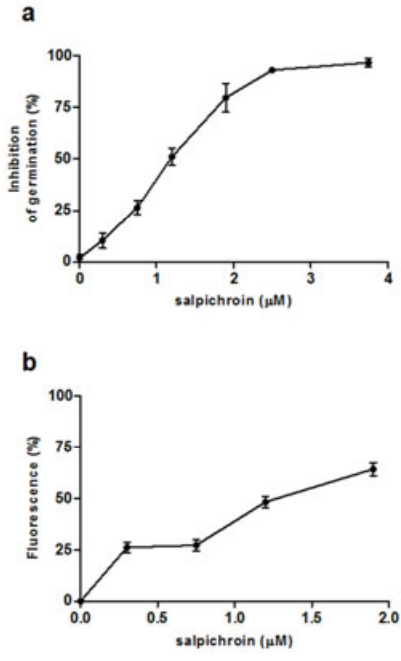 a
100
75
50
25
0
Inhibition
of germination (%)
0 1 2 3 4
salpichroin (μM)
b
100
75
50
25
0
Fluorescence (%)
0.0 0.5 1.0 1.5 2.0
salpichroin (μM)